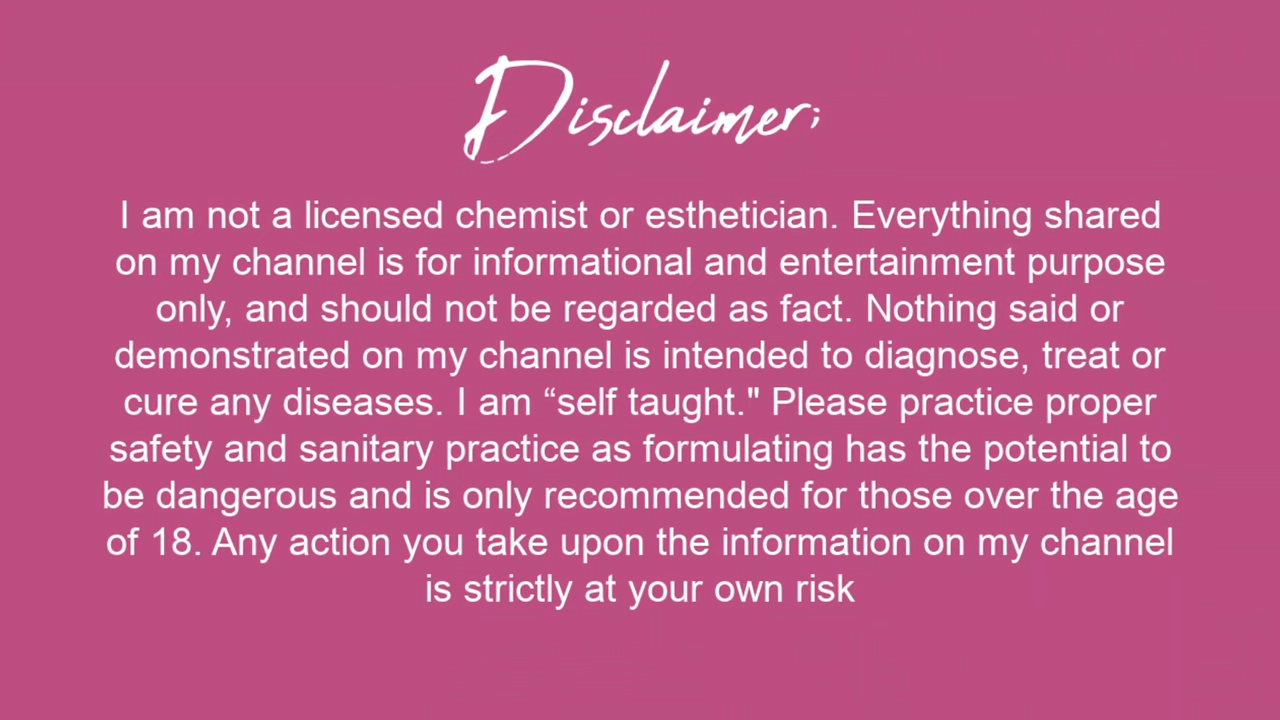 Disclaimer;
I am not a licensed chemist or esthetician. Everything shared
on my channel is for informational and entertainment purpose
only, and should not be regarded as fact. Nothing said or
demonstrated on my channel is intended to diagnose, treat or
cure any diseases. I am “self taught." Please practice proper
safety and sanitary practice as formulating has the potential to
be dangerous and is only recommended for those over the age
of 18. Any action you take upon the information on my channel
is strictly at your own risk